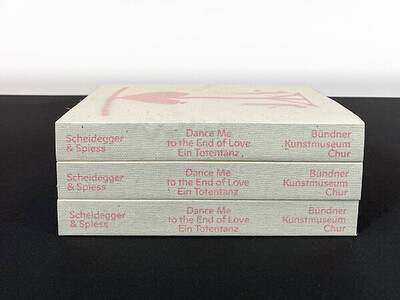 Scheidegger
& Spiess
Dance Me
to the End of Love
Ein Totentanz
Bündner
Kunstmuseum
Chur
Scheidegger
& Spiess
Dance Me
to the End of Love
Ein Totentanz
Bündner
Kunstmuseum
Chur
Scheidegger
& Spiess
Dance Me
to the End of Love
Ein Totentanz
Bündner
Kunstmuseum
Chur